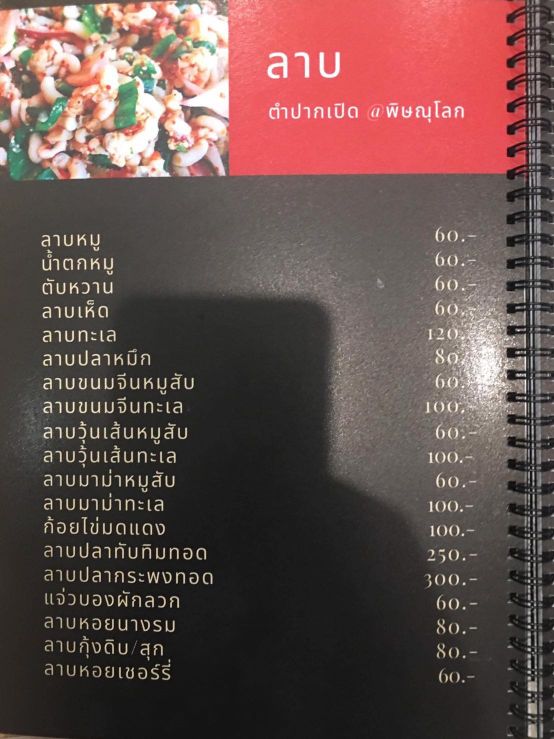 ลาบ
ตำปากเปิด @พิษณุโลก
ลาบหมู 60.-
น้ำตกหมู 60.-
ตับหวาน 60.-
ลาบเห็ด 60.-
ลาบทะเล 120.-
ลาบปลาหมึก 80.-
ลาบขนมจีนหมูสับ 60.-
ลาบขนมจีนทะเล 100.-
ลาบวุ้นเส้นหมูสับ 60.-
ลาบวุ้นเส้นทะเล 100.-
ลาบมาม่าหมูสับ 60.-
ลาบมาม่าทะเล 100.-
ก้อยไข่มดแดง 100.-
ลาบปลาทับทิมทอด 250.-
ลาบปลากระพงทอด 300.-
แจ่วบองผักลวก 60.-
ลาบหอยนางรม 80.-
ลาบกุ้งดิบ/สุก 80.-
ลาบหอยเชอร์รี่ 60.-